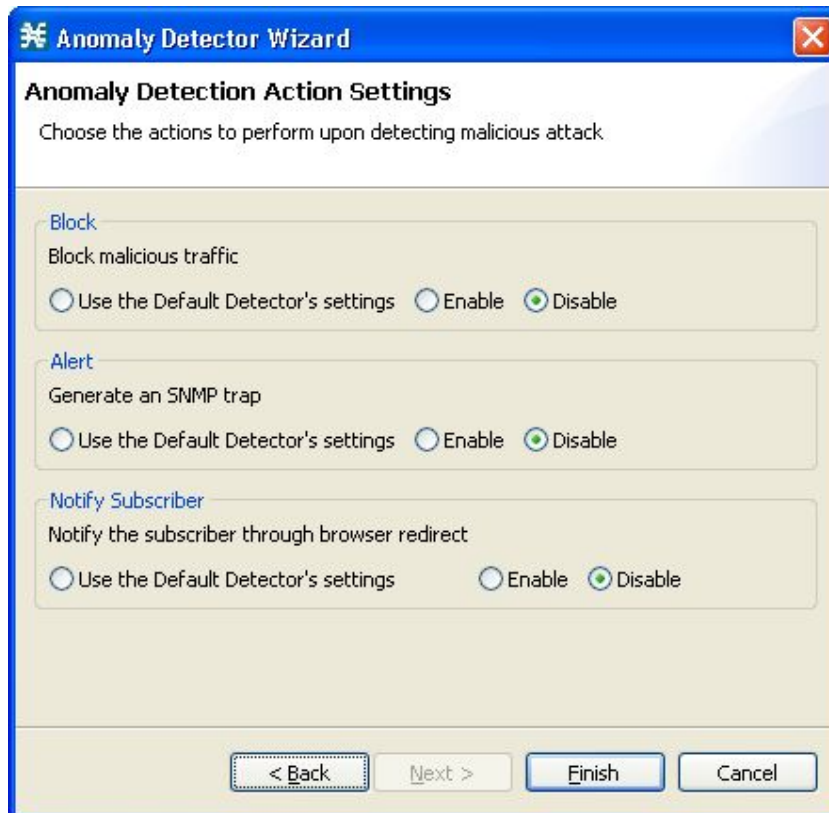 Anomaly Detector Wizard
Anomaly Detection Action Settings
Choose the actions to perform upon detecting malicious attack
Block
Block malicious traffic
Use the Default Detector's settings Enable Disable
Alert
Generate an SNMP trap
Use the Default Detector's settings Enable Disable
Notify Subscriber
Notify the subscriber through browser redirect
Use the Default Detector's settings Enable Disable
< Back Next > Finish Cancel